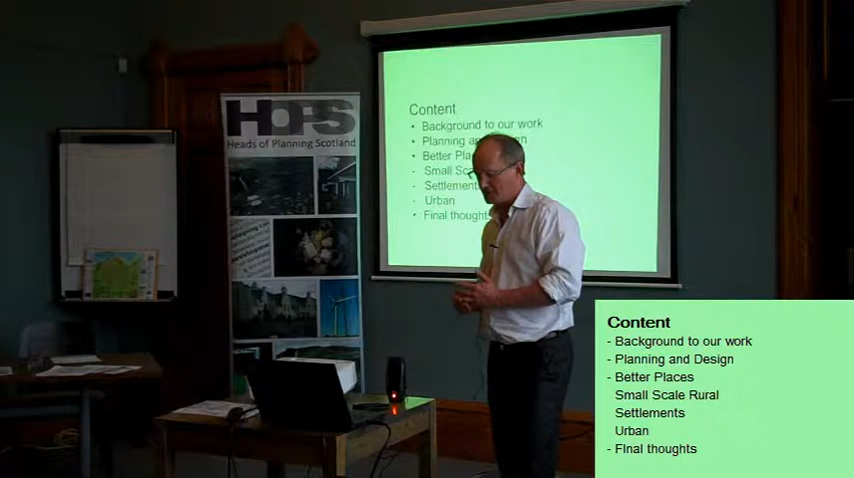 HOPS
Heads of Planning Scotland
Content
• Background to our work
• Planning a
• Better Pla
- Small Sc
- Settlement
- Urban
• Final thoughts
Content
- Background to our work
- Planning and Design
- Better Places
Small Scale Rural
Settlements
Urban
- FInal thoughts